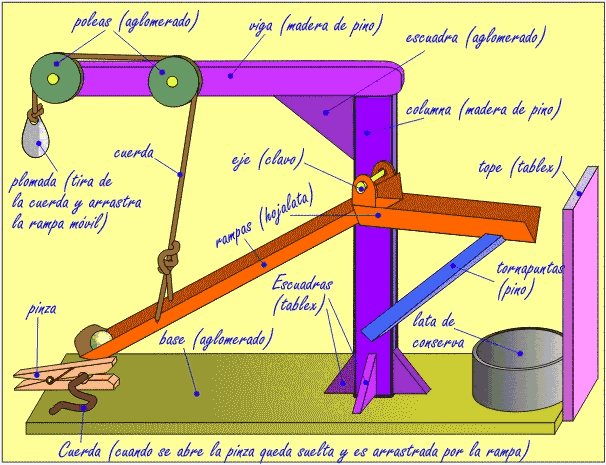 poleas (aglomerado)
viga (madera de pino)
escuadra (aglomerado)
columna (madera de pino)
cuerda
eje (clavo)
tope (tablex)
plomada (tira de
la cuerda y arrastra
la rampa móvil)
rampas (hojalata)
Escuadras
(tablex)
tornapuntas
(pino)
pinza
base (aglomerado)
lata de
conserva
Cuerda (cuando se abre la pinza queda suelta y es arrastrada por la rampa)